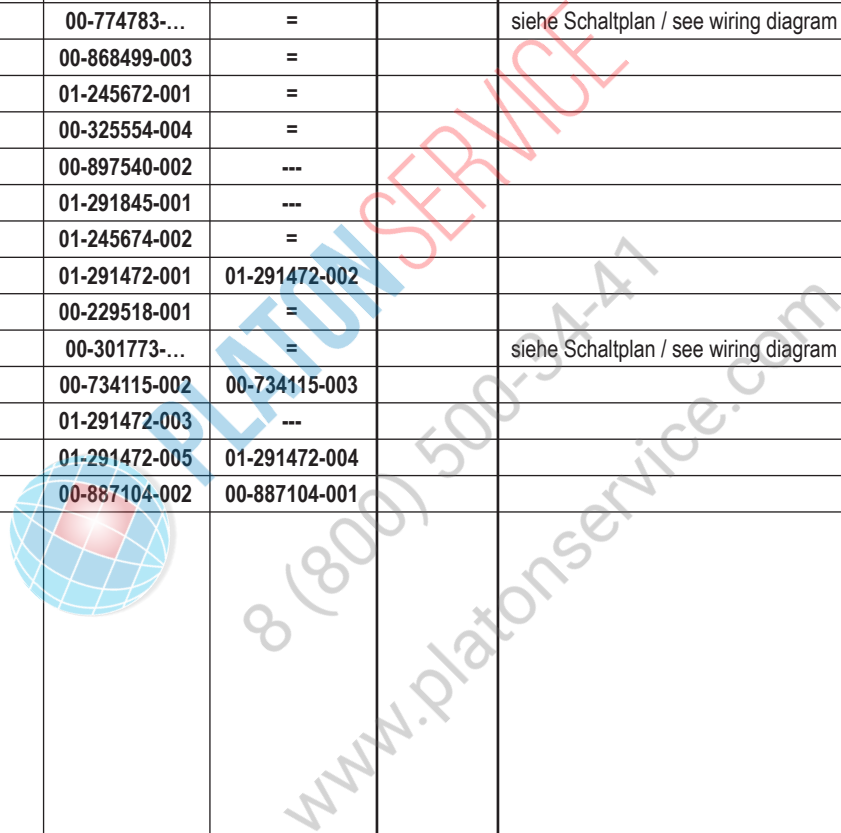 00-774783-… = siehe Schaltplan / see wiring diagram
00-868499-003 =
01-245672-001 =
00-325554-004 =
00-897540-002 ---
01-291845-001 ---
01-245674-002 =
01-291472-001 01-291472-002
00-229518-001 =
00-301773-… = siehe Schaltplan / see wiring diagram
00-734115-002 00-734115-003
01-291472-003 ---
01-291472-005 01-291472-004
00-887104-002 00-887104-001
PLATONSERVICE
8 (800) 500-34-41
www.platonservice.com